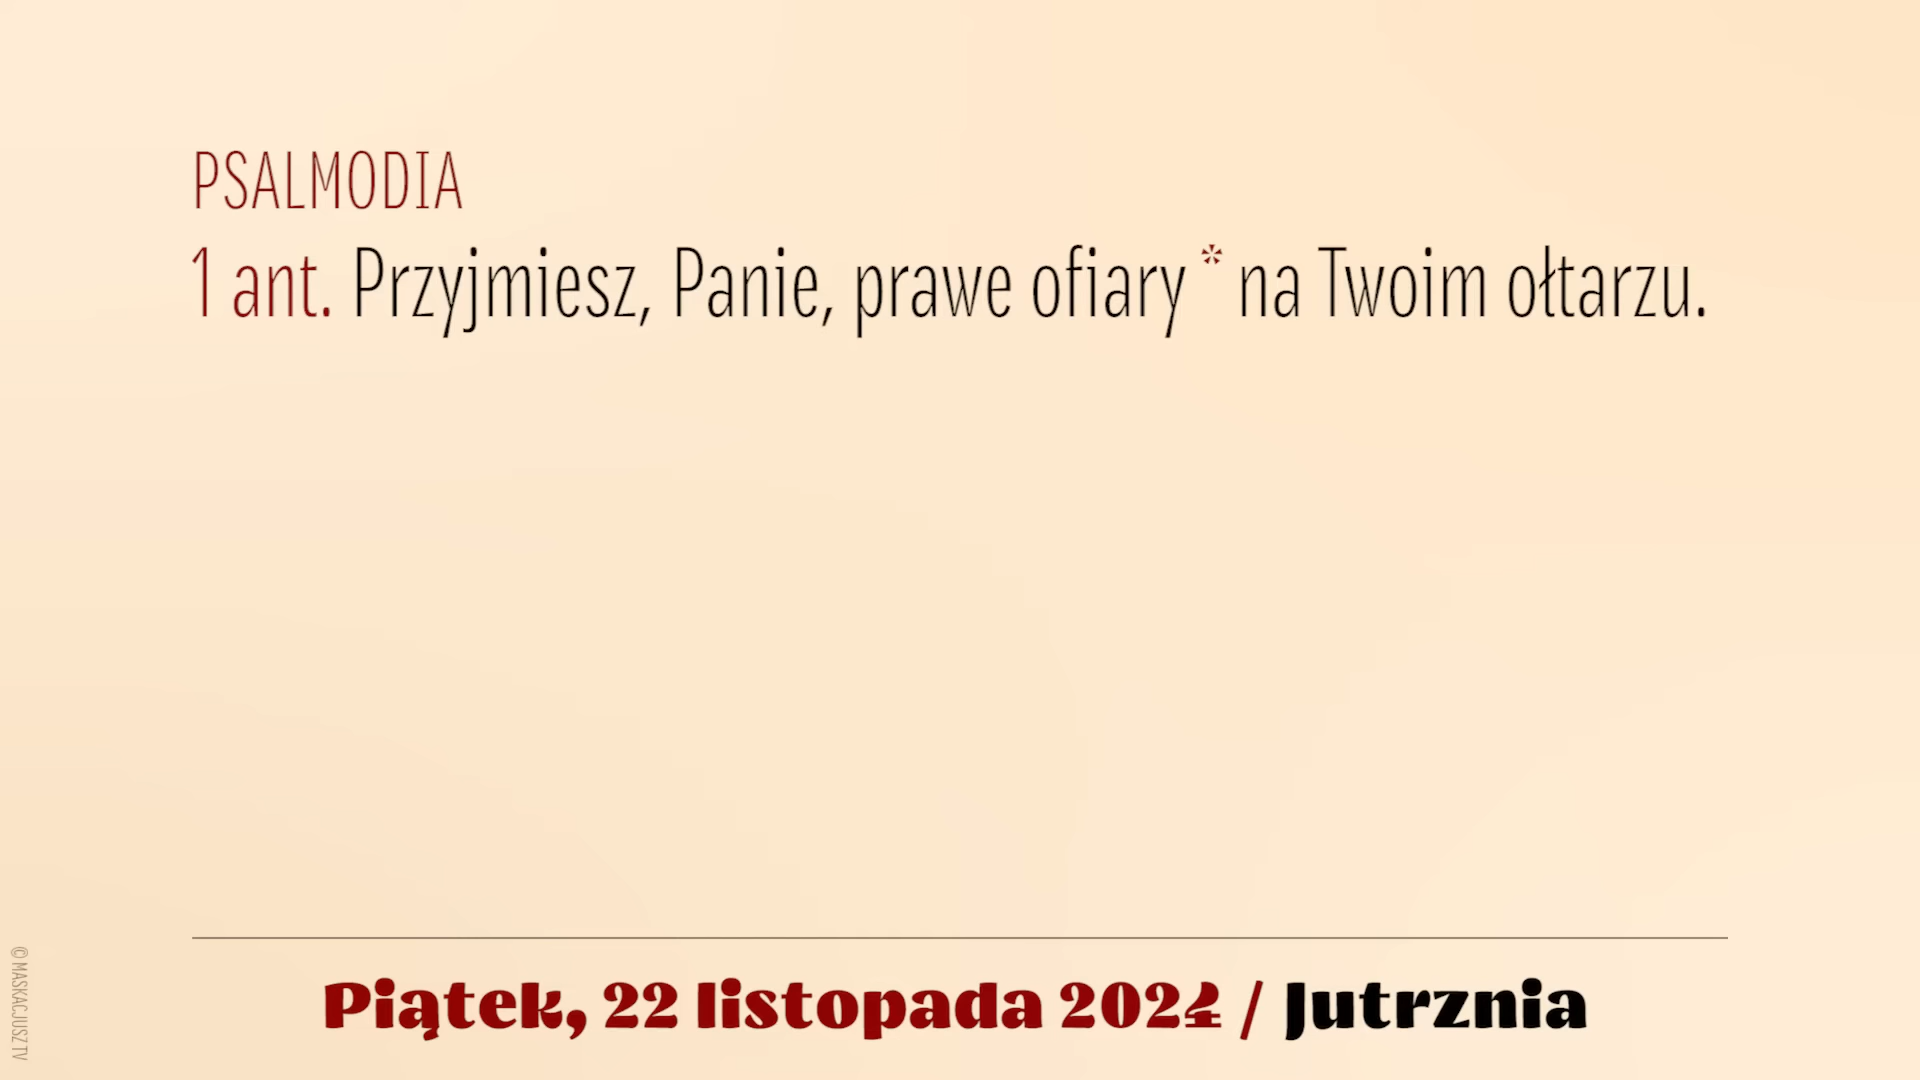 PSALMODIA
1 ant. Przyjmiesz, Panie, prawe ofiary * na Twoim ołtarzu.
Piątek, 22 listopada 2024 / Jutrznia
© MASKACJUSZ TV